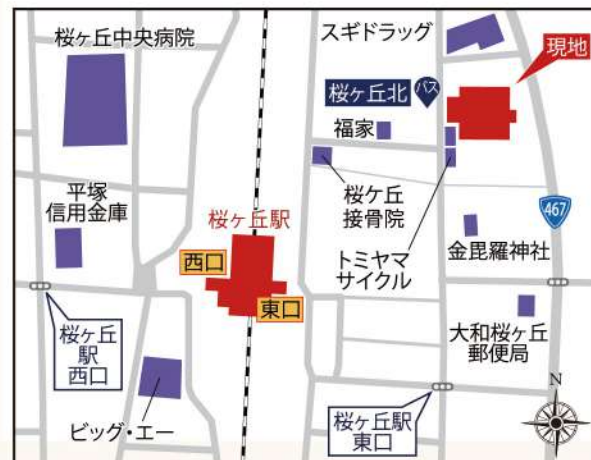 桜ヶ丘中央病院
スギドラッグ
現地
桜ヶ丘北
バス
福家
平塚
信用金庫
桜ケ丘
接骨院
467
桜ヶ丘駅
西口
東口
トミヤマ
サイクル
金毘羅神社
桜ヶ丘
駅
西口
大和桜ヶ丘
郵便局
ビッグ・エー
桜ヶ丘駅
東口
N